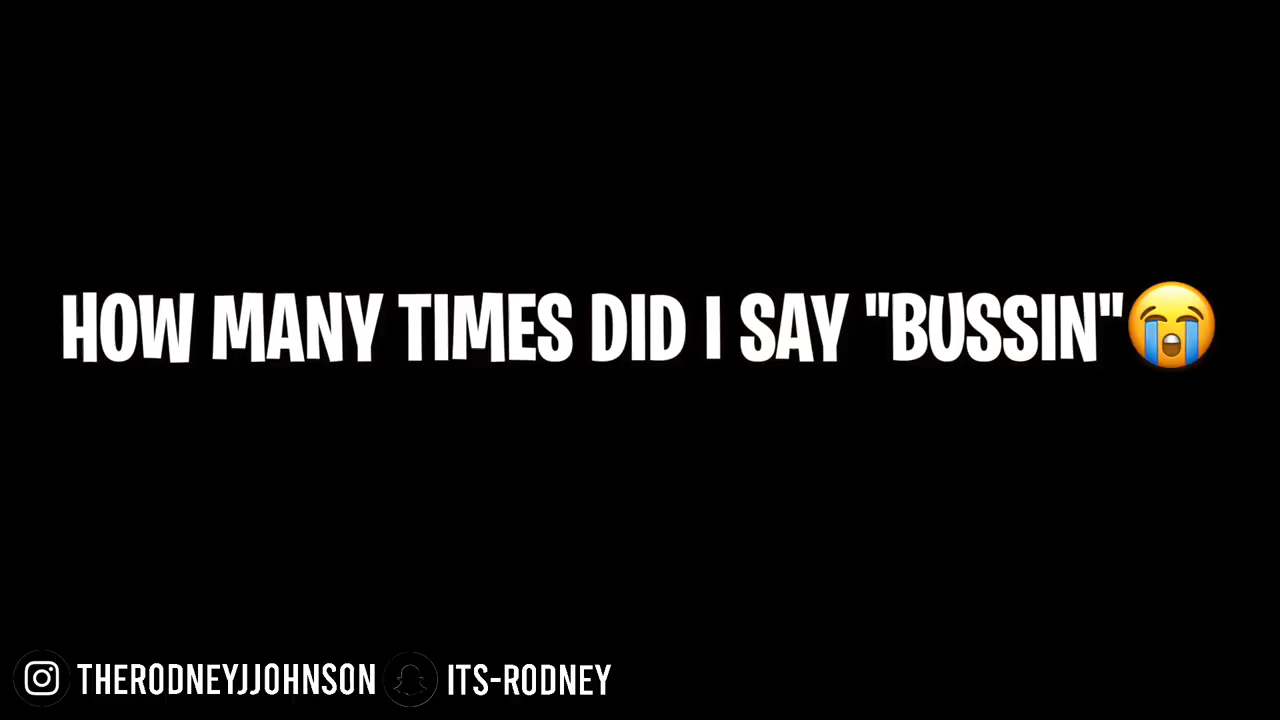 HOW MANY TIMES DID I SAY "BUSSIN"😭
THERODNEYJJOHNSON ITS-RODNEY